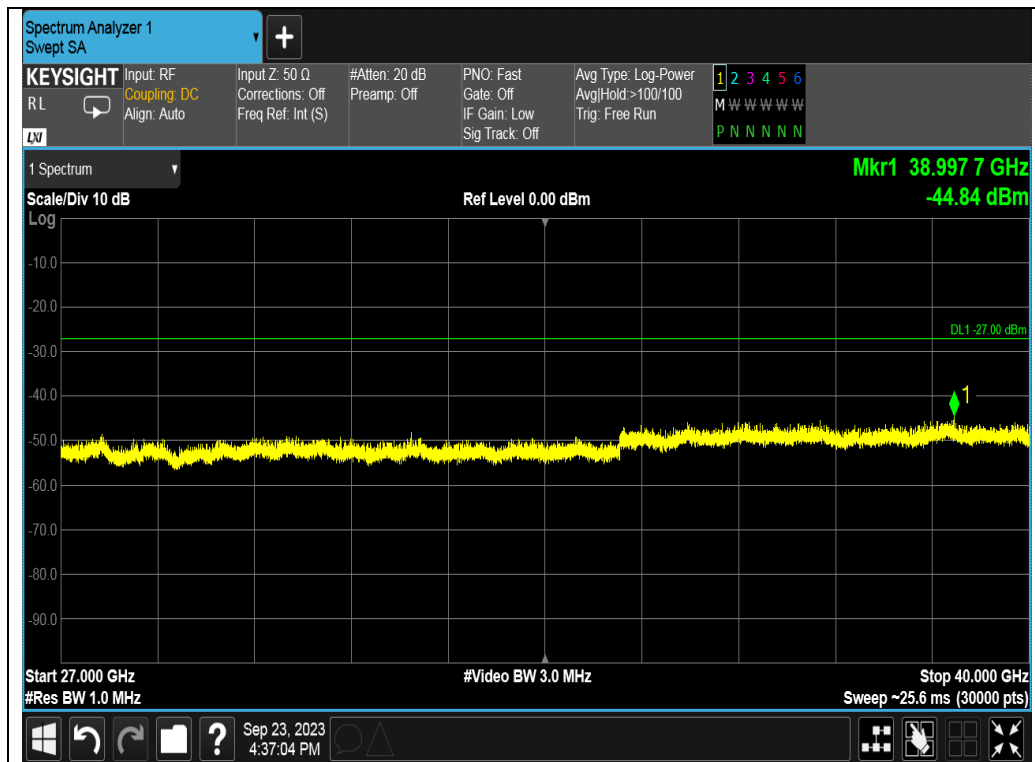 Spectrum Analyzer 1
Swept SA
KEYSIGHT
RL
LXI
Input: RF
Coupling: DC
Align: Auto
Input Z: 50 Ω
Corrections: Off
Freq Ref: Int (S)
#Atten: 20 dB
Preamp: Off
PNO: Fast
Gate: Off
IF Gain: Low
Sig Track: Off
Avg Type: Log-Power
Avg|Hold:>100/100
Trig: Free Run
1 2 3 4 5 6
M W W W W W
P N N N N N
1 Spectrum
Mkr1 38.997 7 GHz
-44.84 dBm
Scale/Div 10 dB
Ref Level 0.00 dBm
Log
-10.0
-20.0
DL1 -27.00 dBm
-30.0
-40.0
1
-50.0
-60.0
-70.0
-80.0
-90.0
Start 27.000 GHz
#Video BW 3.0 MHz
Stop 40.000 GHz
#Res BW 1.0 MHz
Sweep ~25.6 ms (30000 pts)
?
Sep 23, 2023
4:37:04 PM